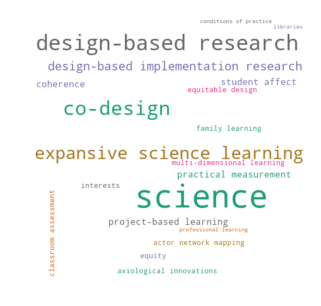 conditions of practice
libraries
design-based research
design-based implementation research
student affect
coherence
equitable design
co-design
family learning
expansive science learning
multi-dimensional learning
practical measurement
interests
science
classroom assessment
project-based learning
professional learning
actor network mapping
equity
axiological innovations